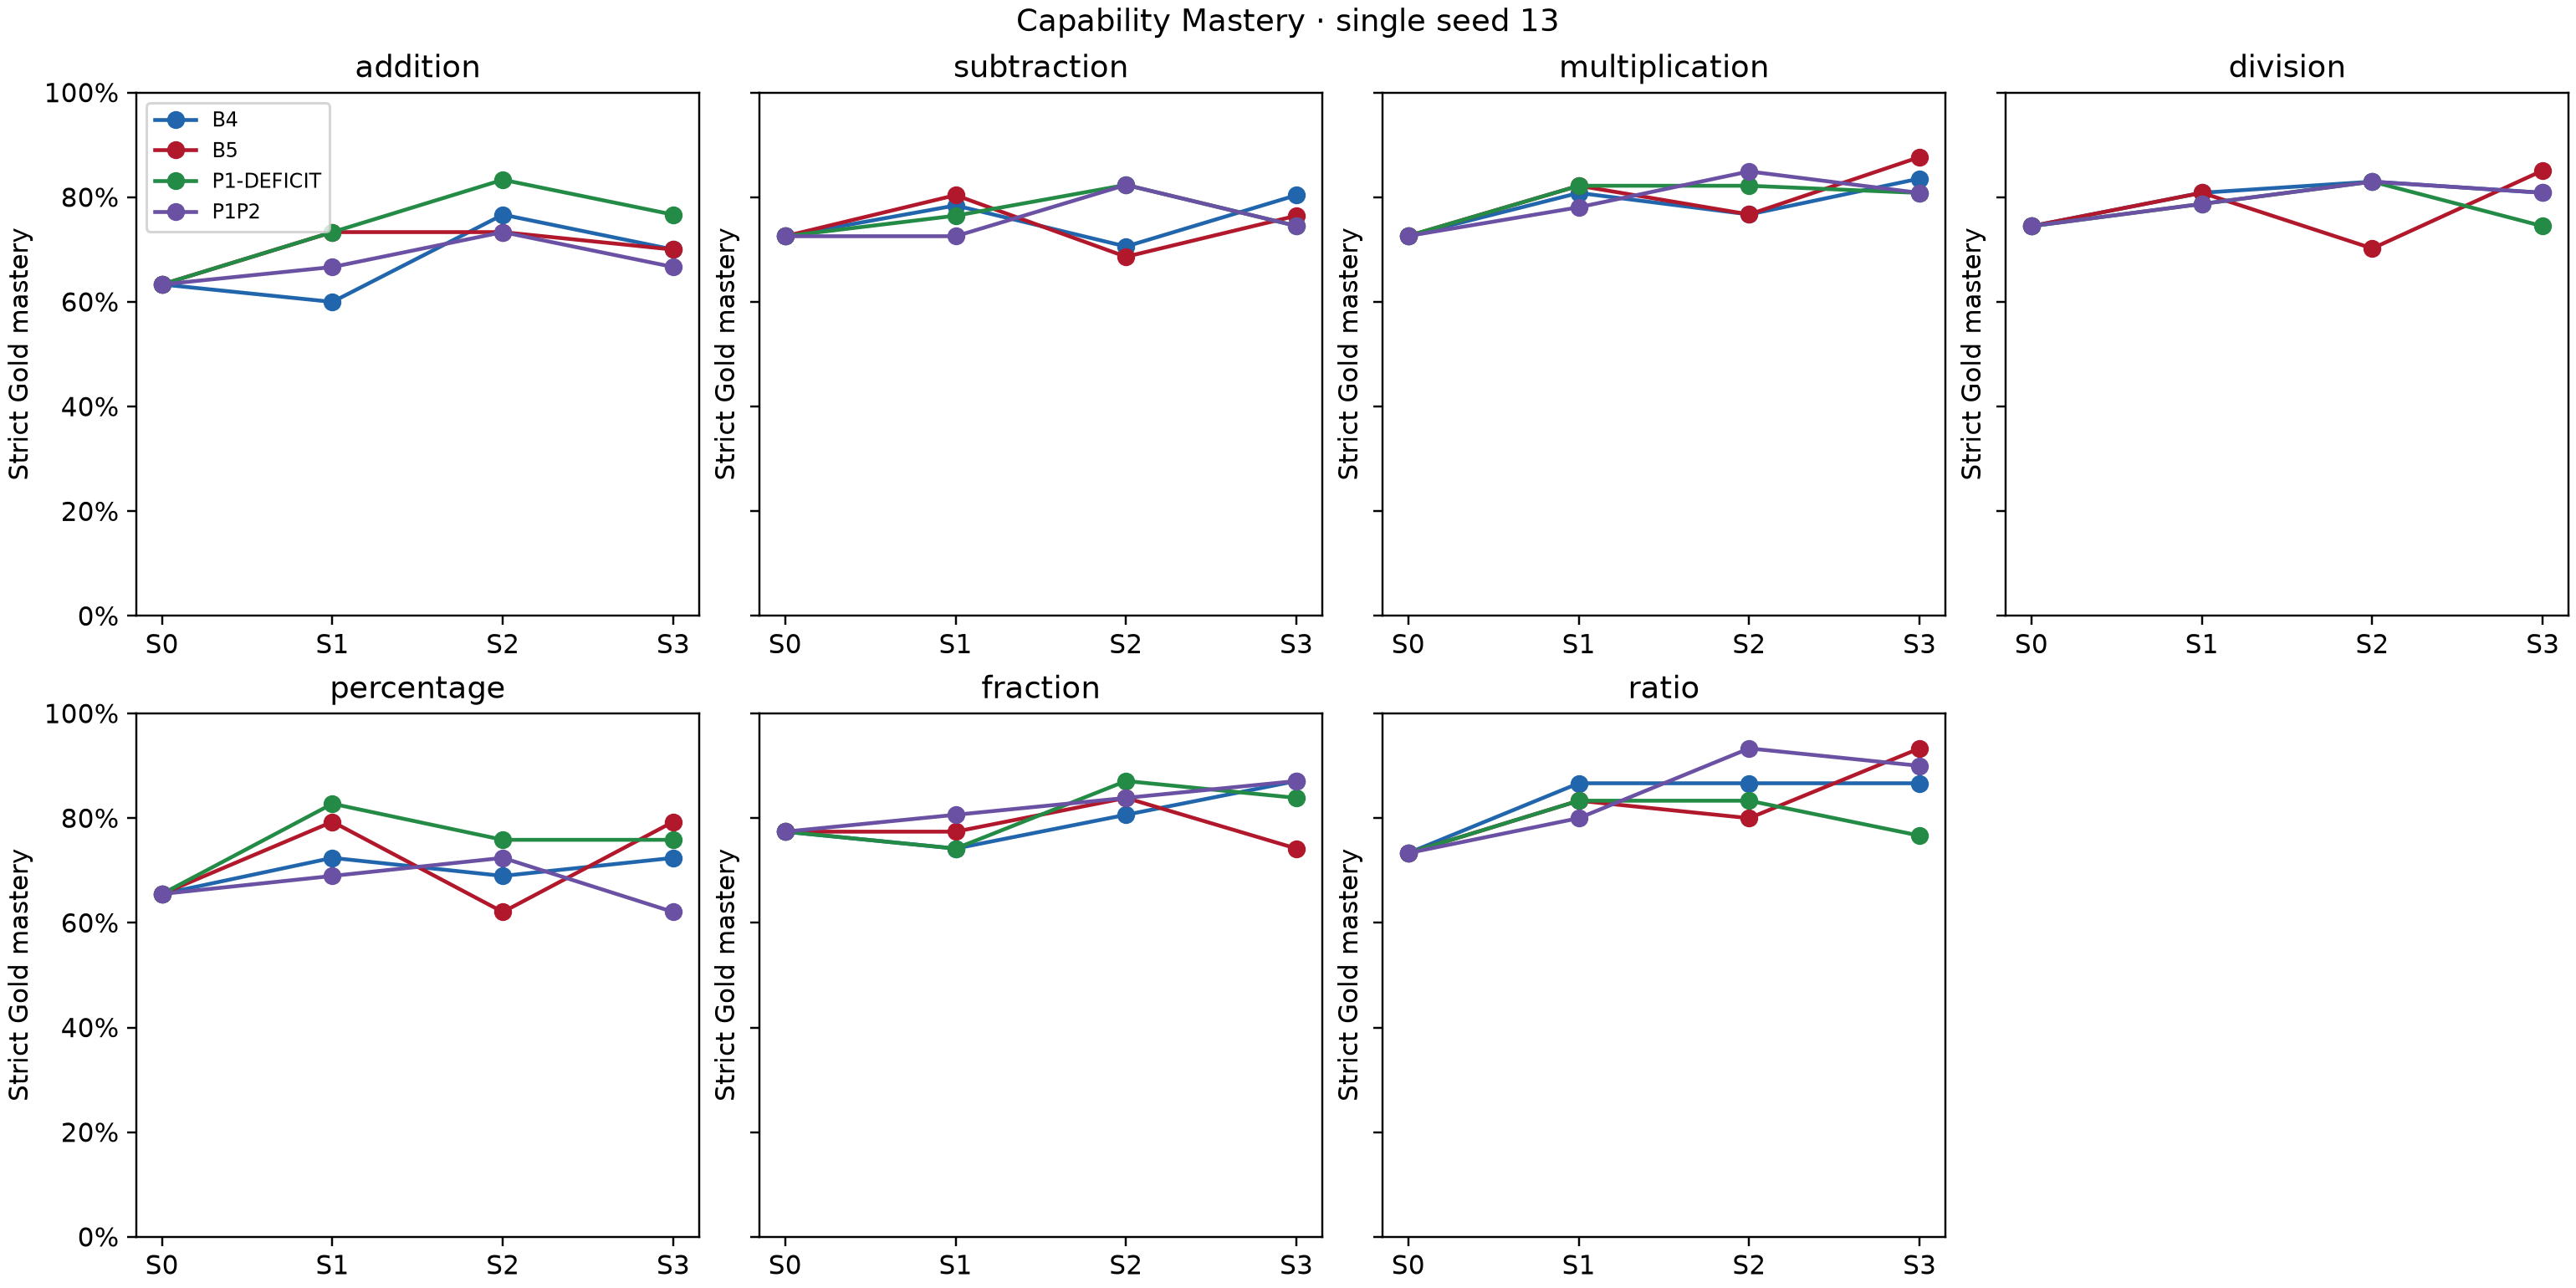 Capability Mastery · single seed 13
addition
subtraction
multiplication
division
100%
80%
60%
40%
20%
0%
Strict Gold mastery
B4
B5
P1-DEFICIT
P1P2
S0 S1 S2 S3
Strict Gold mastery
S0 S1 S2 S3
Strict Gold mastery
S0 S1 S2 S3
Strict Gold mastery
S0 S1 S2 S3
percentage
fraction
ratio
100%
80%
60%
40%
20%
0%
Strict Gold mastery
S0 S1 S2 S3
Strict Gold mastery
S0 S1 S2 S3
Strict Gold mastery
S0 S1 S2 S3